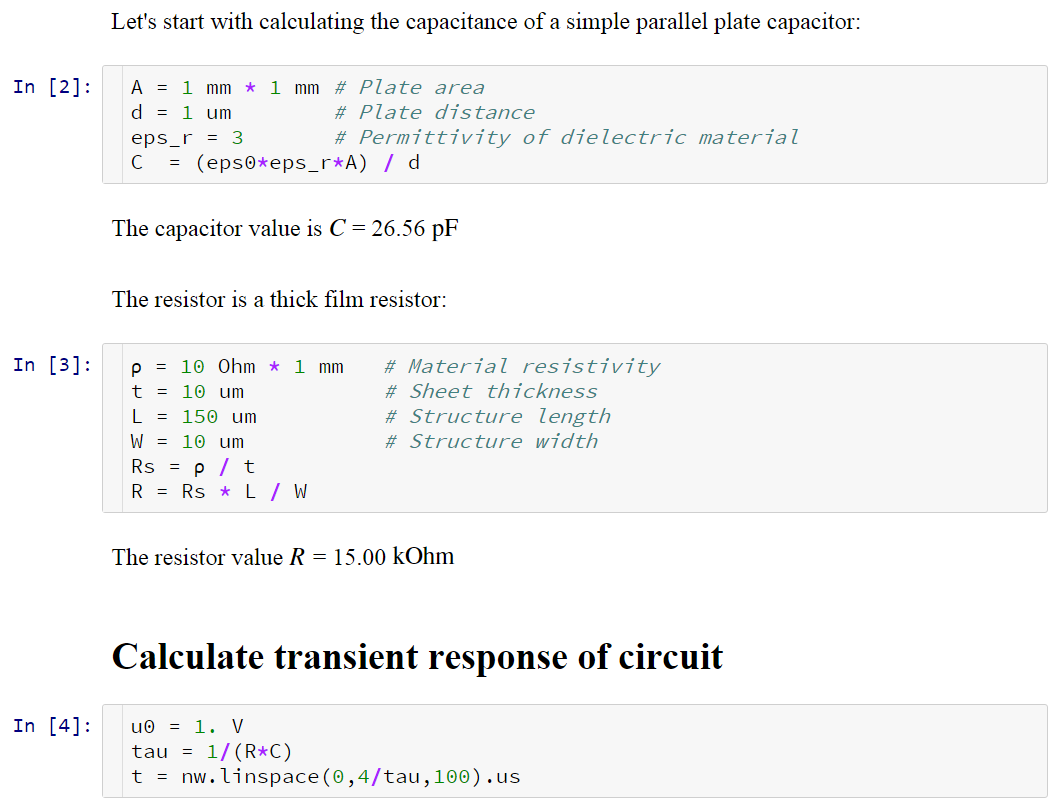 Let's start with calculating the capacitance of a simple parallel plate capacitor:
In [2]:
A = 1 mm * 1 mm # Plate area
d = 1 um # Plate distance
eps_r = 3 # Permittivity of dielectric material
C = (eps0*eps_r*A) / d
The capacitor value is C = 26.56 pF
The resistor is a thick film resistor:
In [3]:
ρ = 10 Ohm * 1 mm # Material resistivity
t = 10 um # Sheet thickness
L = 150 um # Structure length
W = 10 um # Structure width
Rs = ρ / t
R = Rs * L / W
The resistor value R = 15.00 kOhm
Calculate transient response of circuit
In [4]:
u0 = 1. V
tau = 1/(R*C)
t = nw.linspace(0,4/tau,100).us